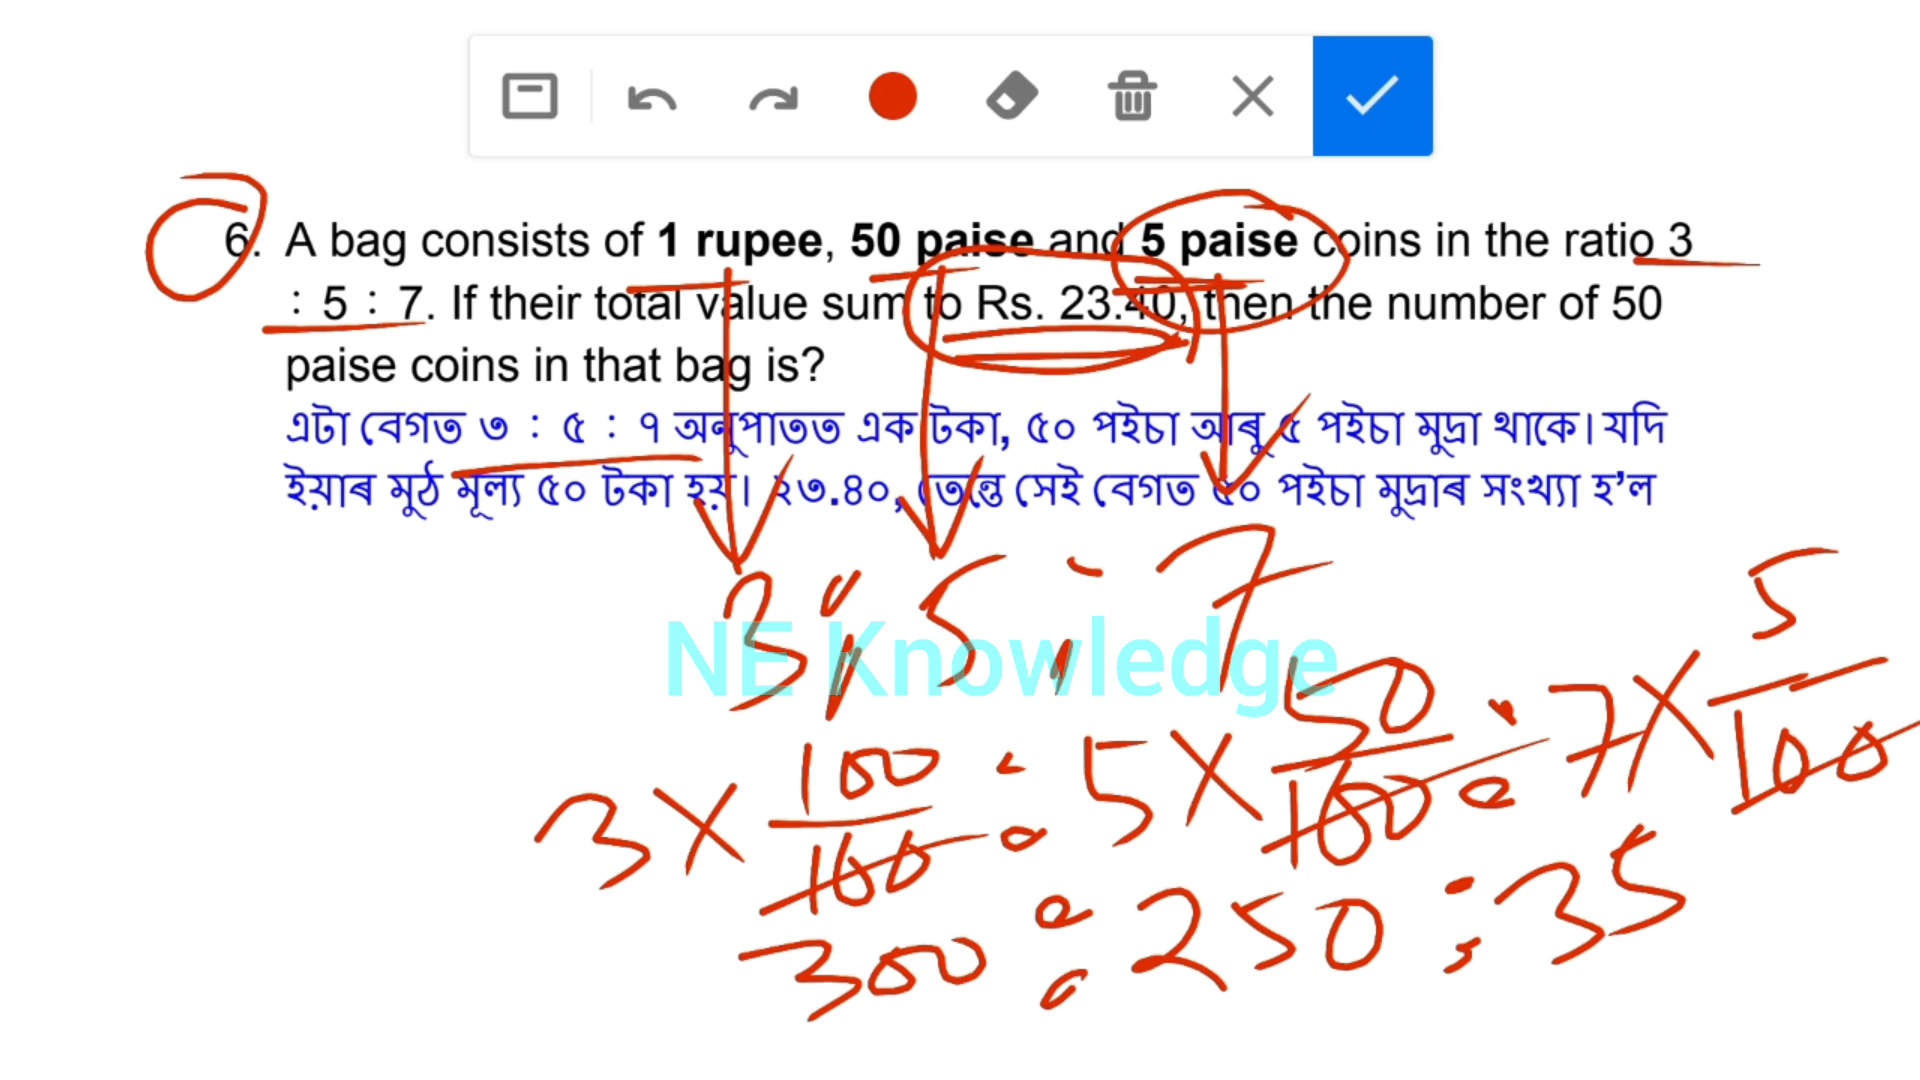 6. A bag consists of 1 rupee, 50 paise and 5 paise coins in the ratio 3
: 5 : 7. If their total value sum to Rs. 23.40, then the number of 50
paise coins in that bag is?
এটা বেগত ৩ : ৫ : ৭ অনুপাতত এক টকা, ৫০ পইচা আৰু ৫ পইচা মুদ্ৰা থাকে। যদি
ইয়াৰ মুঠ মূল্য ৫০ টকা হয়। ২৩.৪০, তেন্তে সেই বেগত ৫০ পইচা মুদ্ৰাৰ সংখ্যা হ’ল
3 : 5 : 7
NE Knowledge
3 × 100/100 : 5 × 50/100 : 7 × 5/100
300 : 250 : 35